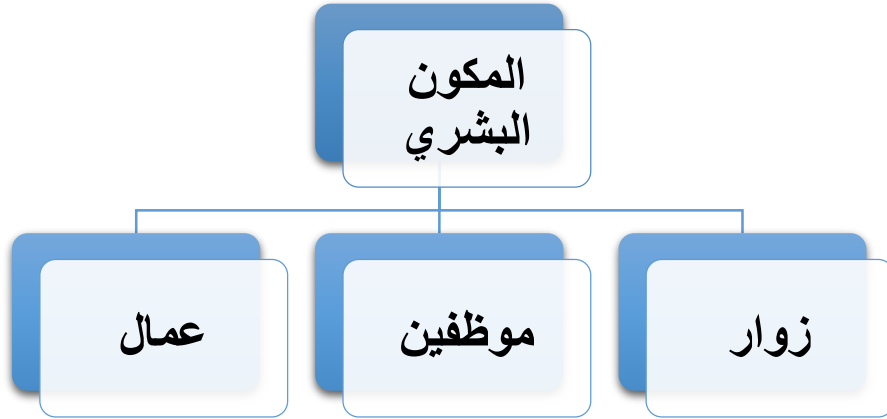 المكون
البشري
زوار
موظفين
عمال